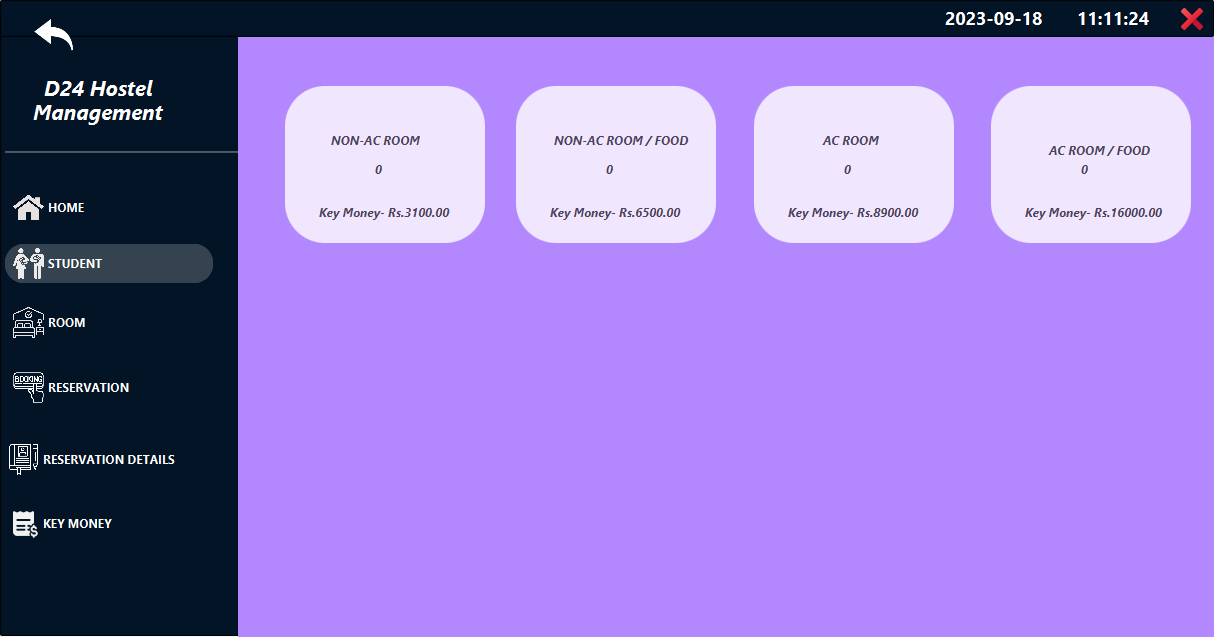 2023-09-18 11:11:24
D24 Hostel
Management
HOME
STUDENT
ROOM
BOOKING
RESERVATION
RESERVATION DETAILS
KEY MONEY
NON-AC ROOM
0
Key Money- Rs.3100.00
NON-AC ROOM / FOOD
0
Key Money- Rs.6500.00
AC ROOM
0
Key Money- Rs.8900.00
AC ROOM / FOOD
0
Key Money- Rs.16000.00